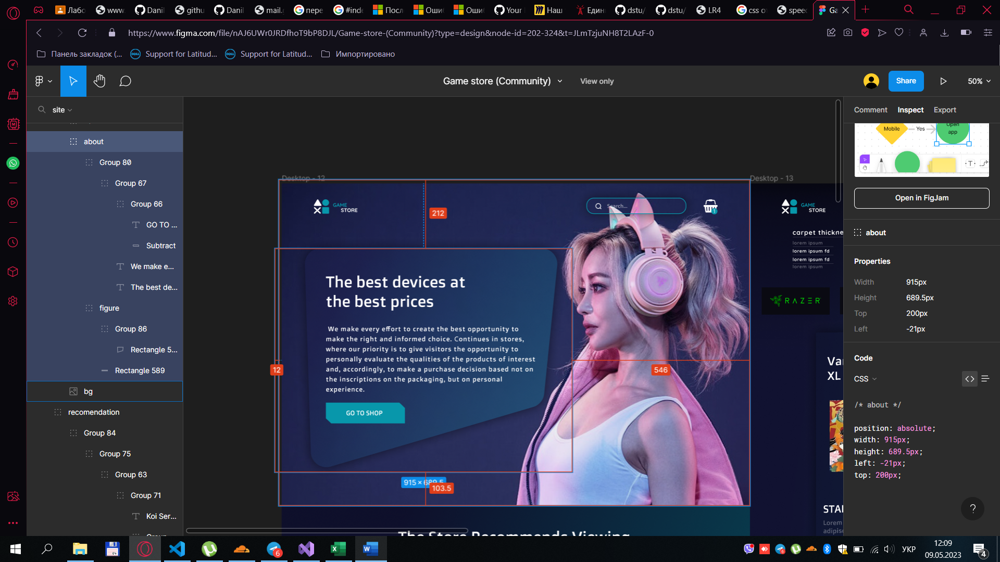 Лабо
www.
Danil
githu
Danil
mail.
пере
#inde
Посл
Ошиб
Оши
Your
Наш
Един
dstu/
dstu/
LR4
css о
speed
Ga
https://www.figma.com/file/nAJ6UWr0JRDfhoT9bP8DJL/Game-store-(Community)?type=design&node-id=202-324&t=JLmTzjuNH8T2LAzF-0
Панель закладок (...
Support for Latitud...
Support for Latitud...
Импортировано
Game store (Community)
View only
Share
50%
site
Comment
Inspect
Export
about
Group 80
Group 67
Group 66
GO TO ...
Subtract
We make e...
The best de...
figure
Group 86
Rectangle 5...
Rectangle 589
bg
recomendation
Group 84
Group 75
Group 63
Group 71
Koi Ser...
Desktop - 12
Desktop - 13
GAME
STORE
212
Search...
1
The best devices at
the best prices
We make every effort to create the best opportunity to
make the right and informed choice. Continues in stores,
where our priority is to give visitors the opportunity to
personally evaluate the qualities of the products of interest
and, accordingly, to make a purchase decision based not on
the inscriptions on the packaging, but on personal
experience.
GO TO SHOP
12
546
915 × 689.5
103.5
The Store Recommends Viewing
GAME
STORE
carpet thickne
lorem ipsum
lorem ipsum fd
lorem ipsum fd
lorem ipsum
RAZER
Va
XL
STAI
Lorem
adipis
Mobile
Yes
Open
app
T
Open in FigJam
about
Properties
Width 915px
Height 689.5px
Top 200px
Left -21px
Code
CSS
/* about */
position: absolute;
width: 915px;
height: 689.5px;
left: -21px;
top: 200px;
?
64
6
УКР
12:09
09.05.2023
4